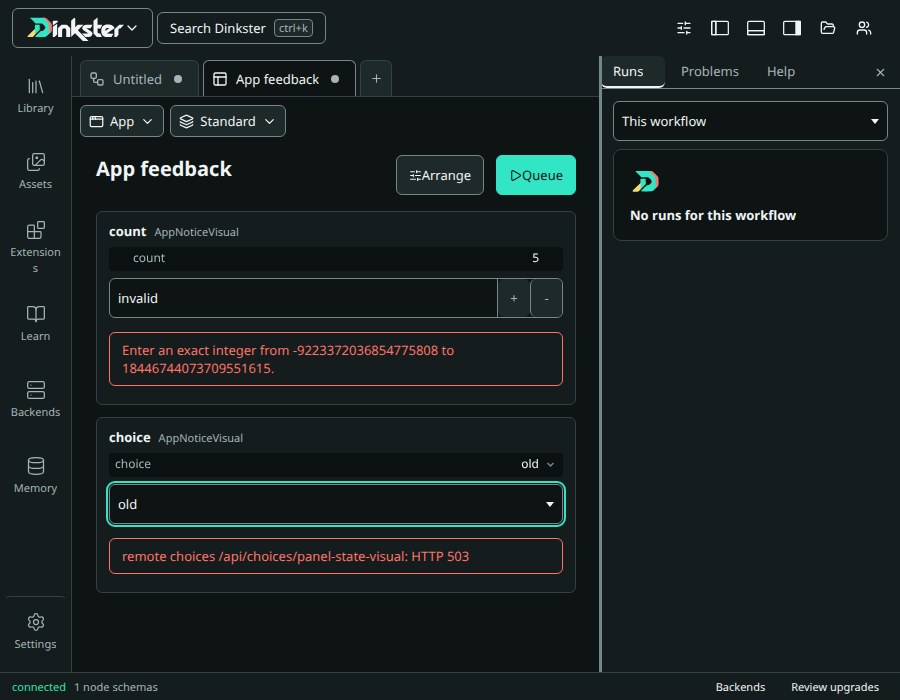 Dinkster
Search Dinkster ctrl+k
Library
Assets
Extension
s
Learn
Backends
Memory
Settings
Untitled
App feedback
+
App
Standard
App feedback
Arrange
Queue
count AppNoticeVisual
count 5
invalid + -
Enter an exact integer from -9223372036854775808 to
18446744073709551615.
choice AppNoticeVisual
choice old
old
remote choices /api/choices/panel-state-visual: HTTP 503
Runs Problems Help
This workflow
No runs for this workflow
connected 1 node schemas
Backends Review upgrades